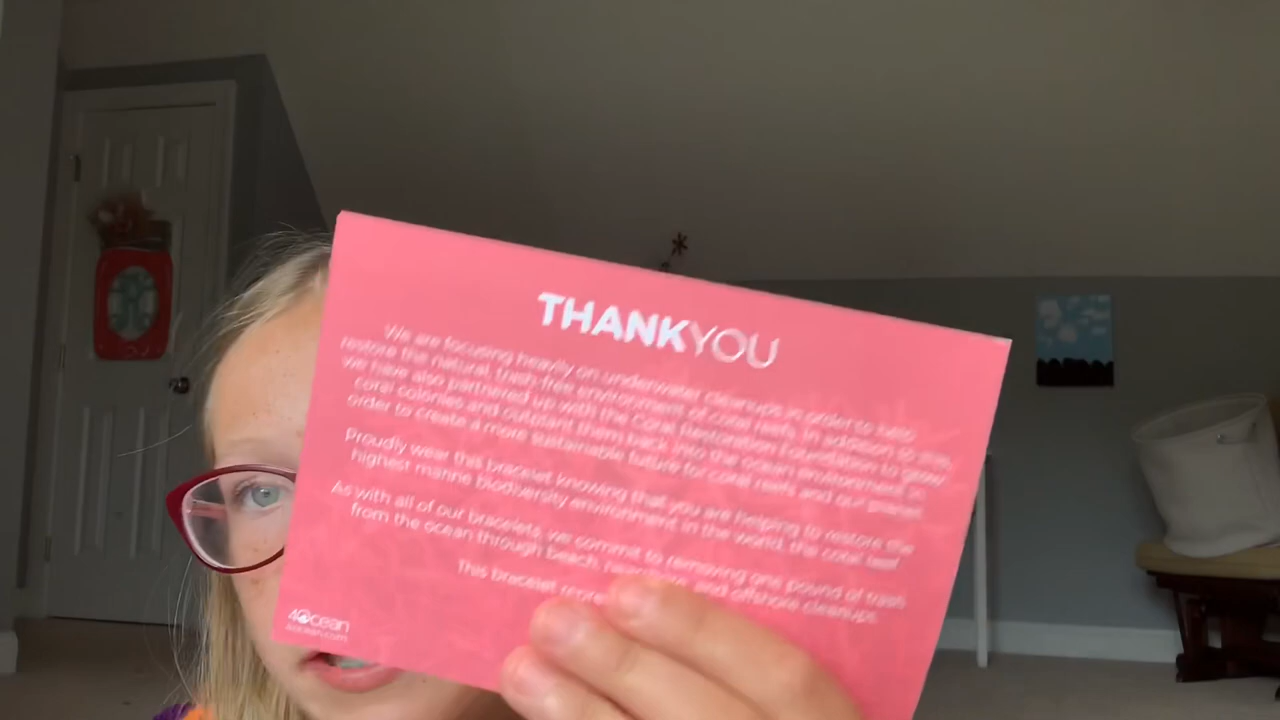 THANKYOU
We are focusing heavily on underwater cleanups in order to help
restore the natural, trash-free environment of coral reefs. In addition to this,
we have also partnered up with the Coral Restoration Foundation to grow
coral colonies and outplant them back into the ocean environment in
order to create a more sustainable future for coral reefs and our planet.
Proudly wear this bracelet knowing that you are helping to restore the
highest marine biodiversity environment in the world, the coral reef.
As with all of our bracelets, we commit to removing one pound of trash
from the ocean through beach, and offshore cleanups.
This bracelet
4Ocean
4ocean.com